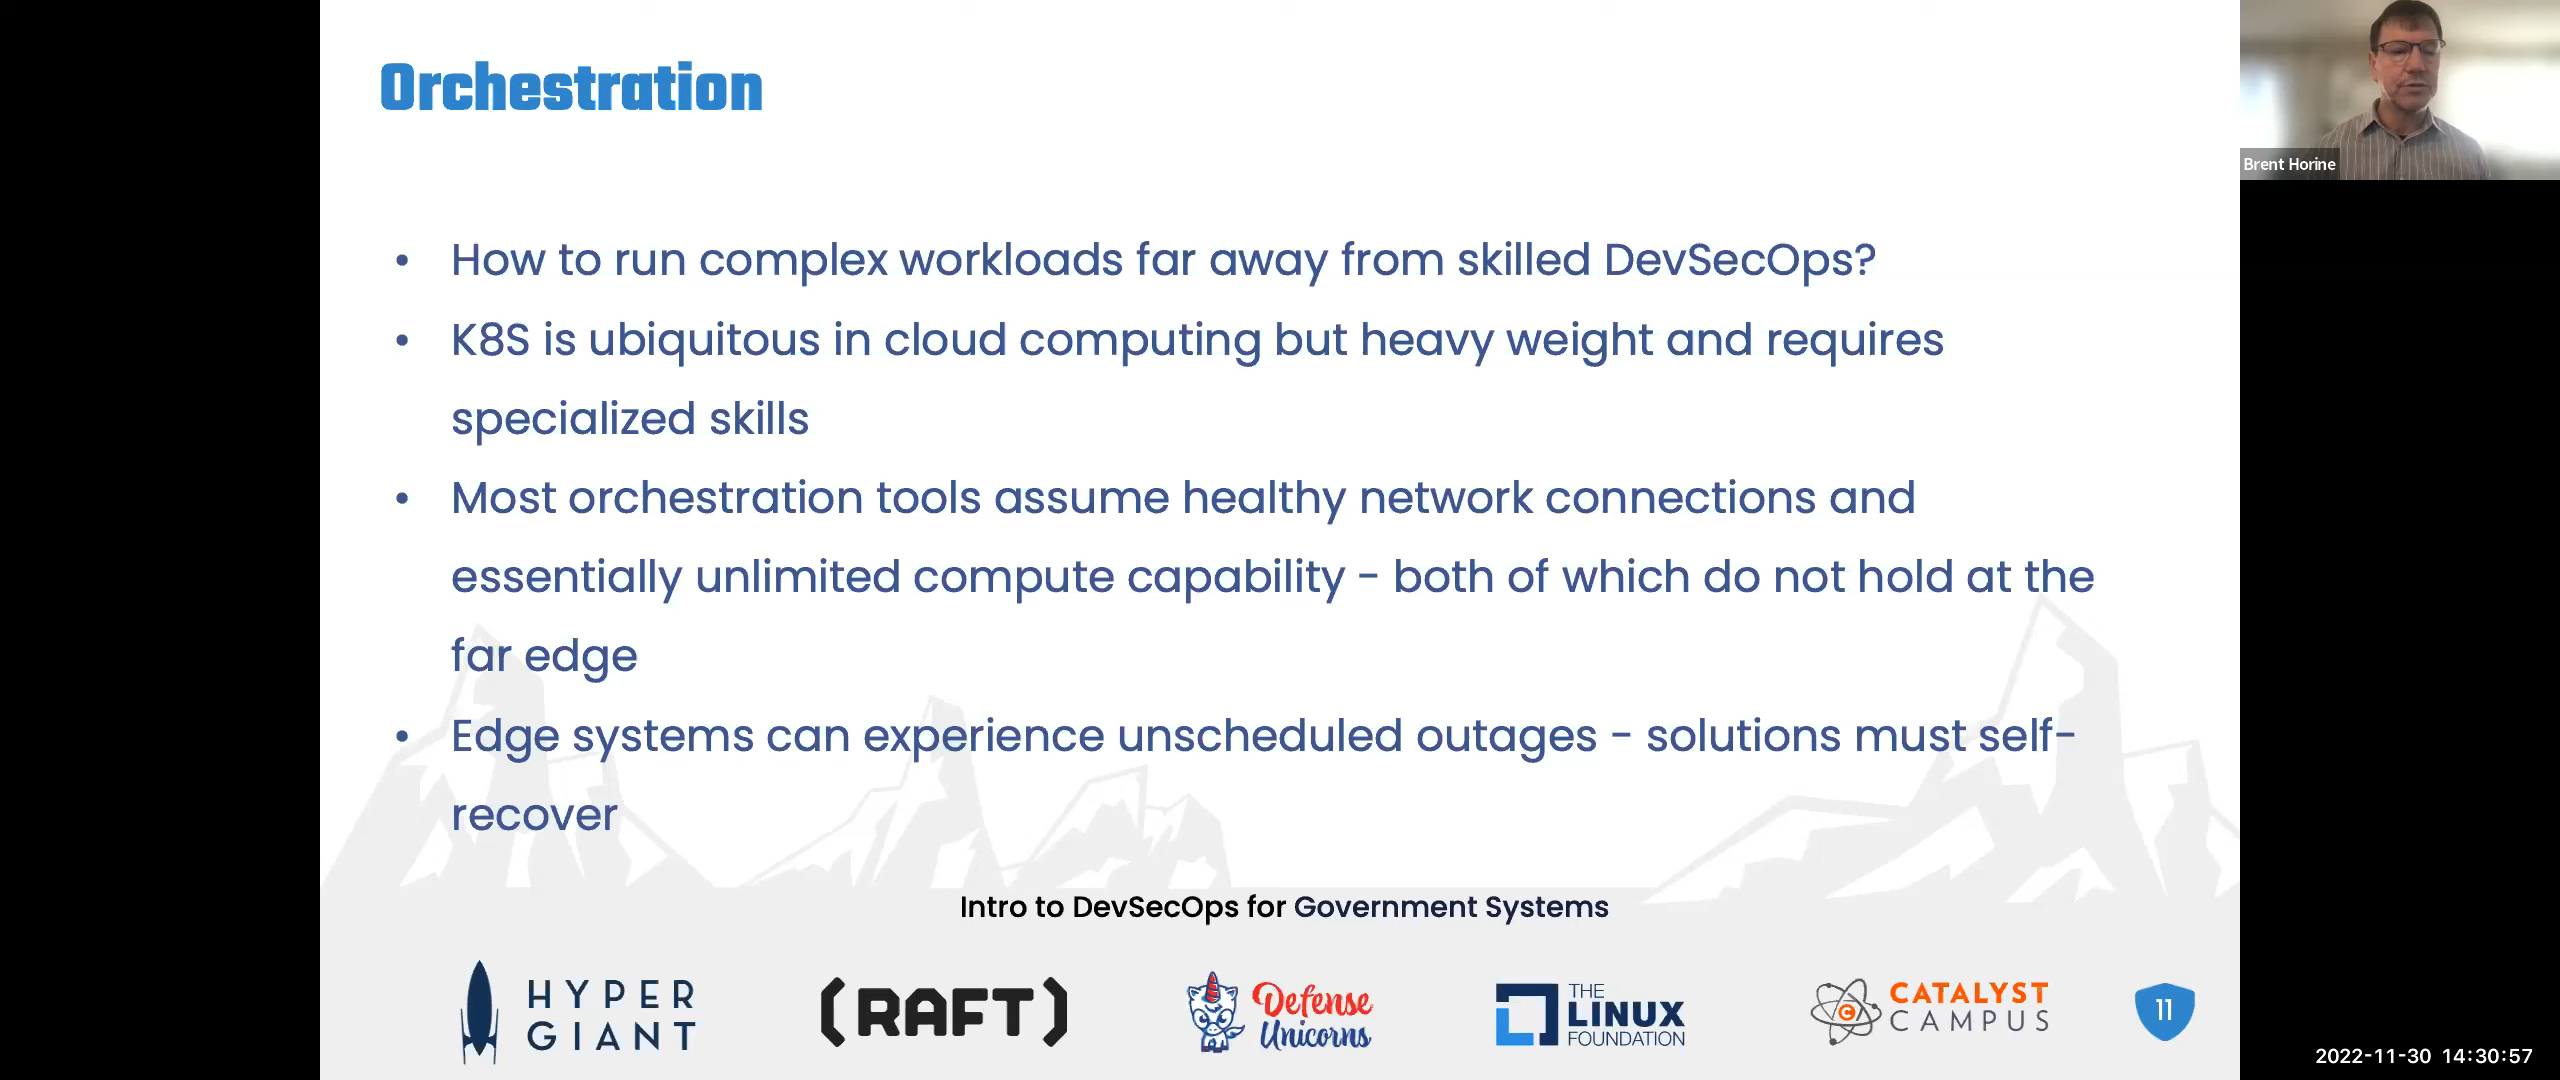 Orchestration
Brent Horine
• How to run complex workloads far away from skilled DevSecOps?
• K8S is ubiquitous in cloud computing but heavy weight and requires
specialized skills
• Most orchestration tools assume healthy network connections and
essentially unlimited compute capability - both of which do not hold at the
far edge
• Edge systems can experience unscheduled outages - solutions must self-
recover
Intro to DevSecOps for Government Systems
HYPER
GIANT
(RAFT)
Defense
Unicorns
THE
LINUX
FOUNDATION
C
CATALYST
CAMPUS
11
2022-11-30 14:30:57